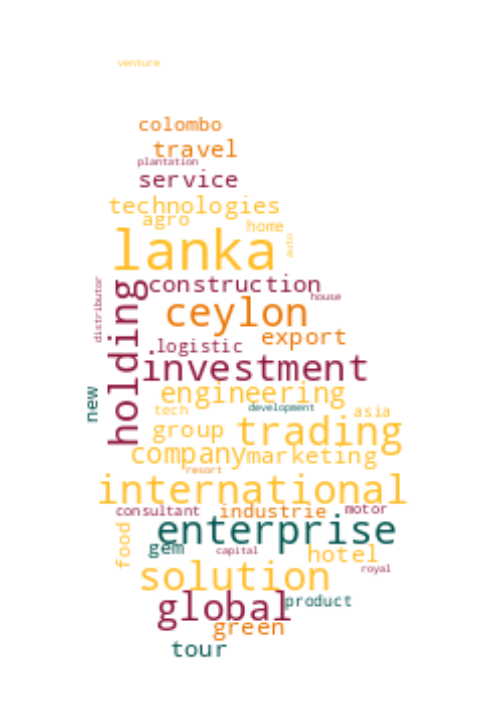 venture
colombo
travel
plantation
service
technologies
agro
home
auto
lanka
distributor
holding
construction
house
ceylon
export
logistic
investment
engineering
new
tech
development
asia
group
trading
company
marketing
resort
international
consultant
industrie
motor
food
enterprise
gem
capital
hotel
royal
solution
global
product
green
tour